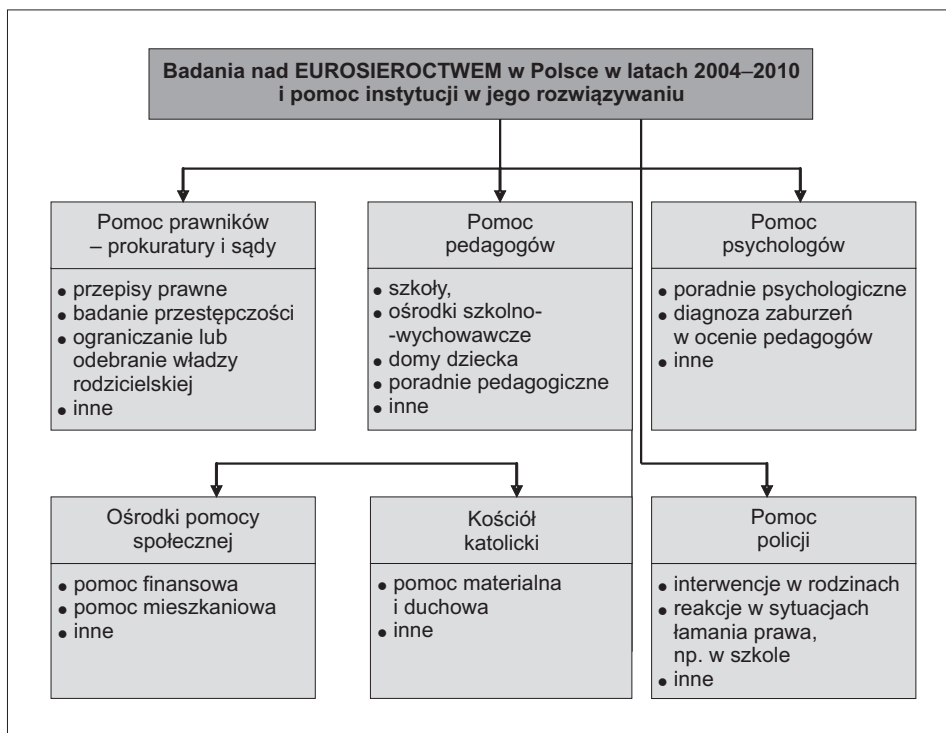 Badania nad EUROSIEROCTWEM w Polsce w latach 2004–2010
i pomoc instytucji w jego rozwiązywaniu
Pomoc prawników
– prokuratury i sądy
• przepisy prawne
• badanie przestępczości
• ograniczanie lub
odebranie władzy
rodzicielskiej
• inne
Pomoc
pedagogów
• szkoły,
• ośrodki szkolno-
-wychowawcze
• domy dziecka
• poradnie pedagogiczne
• inne
Pomoc
psychologów
• poradnie psychologiczne
• diagnoza zaburzeń
w ocenie pedagogów
• inne
Ośrodki pomocy
społecznej
• pomoc finansowa
• pomoc mieszkaniowa
• inne
Kościół
katolicki
• pomoc materialna
i duchowa
• inne
Pomoc
policji
• interwencje w rodzinach
• reakcje w sytuacjach
łamania prawa,
np. w szkole
• inne